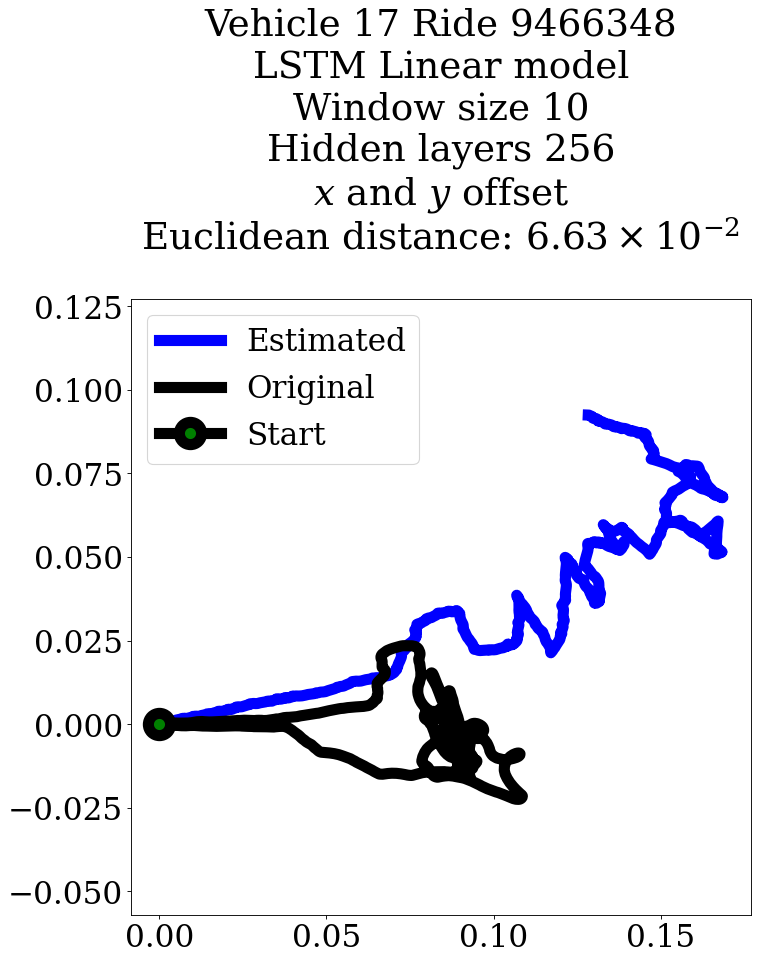 Vehicle 17 Ride 9466348
LSTM Linear model
Window size 10
Hidden layers 256
x and y offset
Euclidean distance: 6.63 × 10⁻²
0.125
0.100
0.075
0.050
0.025
0.000
−0.025
−0.050
Estimated
Original
Start
0.00 0.05 0.10 0.15